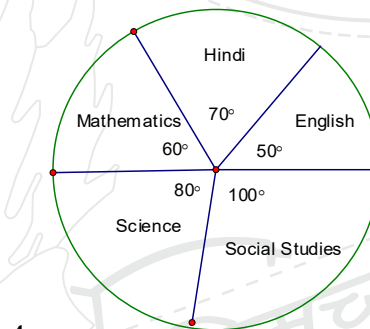 Hindi
70°
Mathematics
English
60°
50°
80°
100°
Science
Social Studies